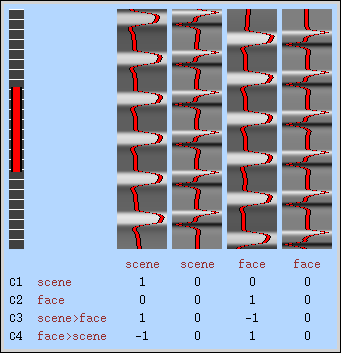 scene scene face face
C1 scene 1 0 0 0
C2 face 0 0 1 0
C3 scene>face 1 0 -1 0
C4 face>scene -1 0 1 0